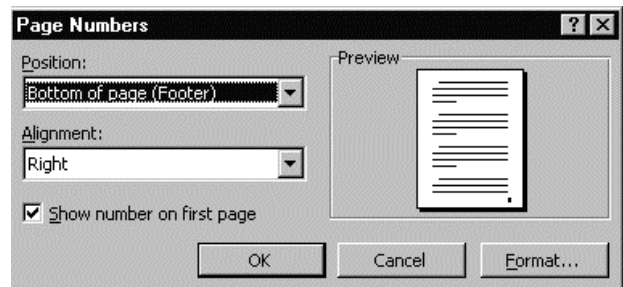 Page Numbers
Position:
Bottom of page (Footer)
Alignment:
Right
Show number on first page
Preview
OK
Cancel
Format...